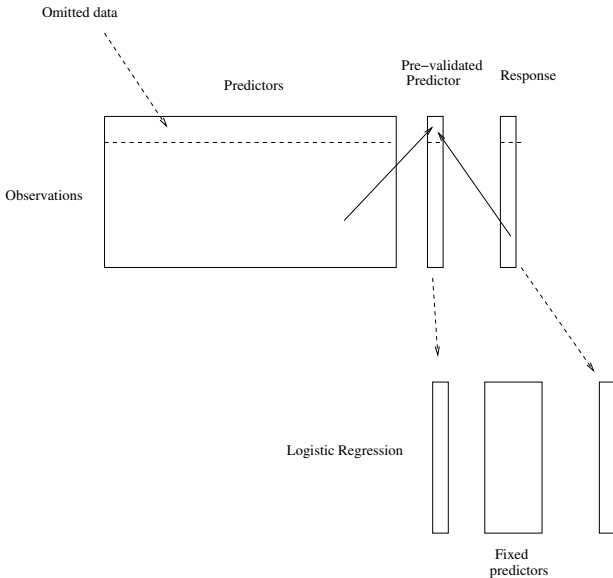 Omitted data
Pre−validated
Predictor
Response
Predictors
Observations
Logistic Regression
Fixed
predictors